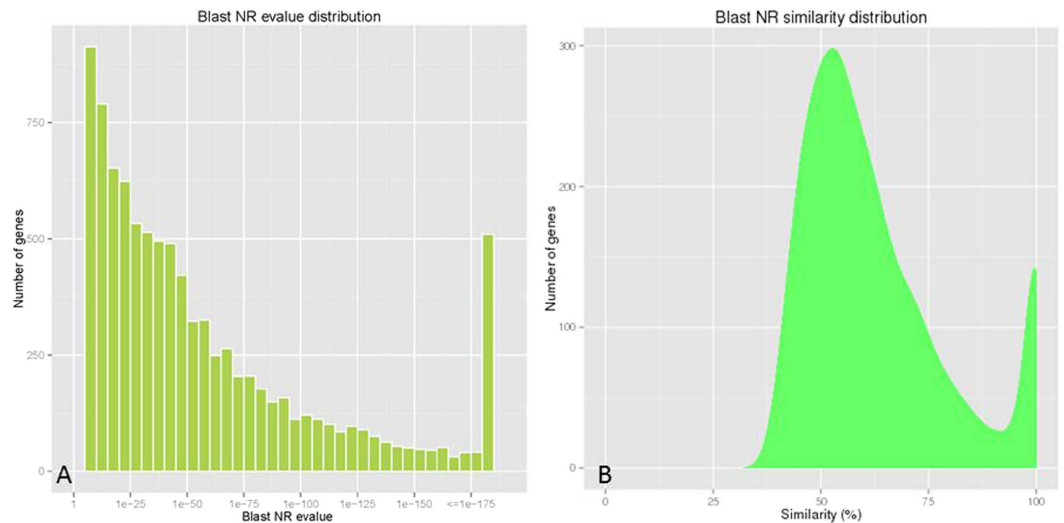 Blast NR evalue distribution
Number of genes
750
500
250
0
A
1
1e-25
1e-50
1e-75
1e-100
1e-125
1e-150
<=1e-175
Blast NR evalue
Blast NR similarity distribution
Number of genes
300
200
100
0
B
0
25
50
75
100
Similarity (%)